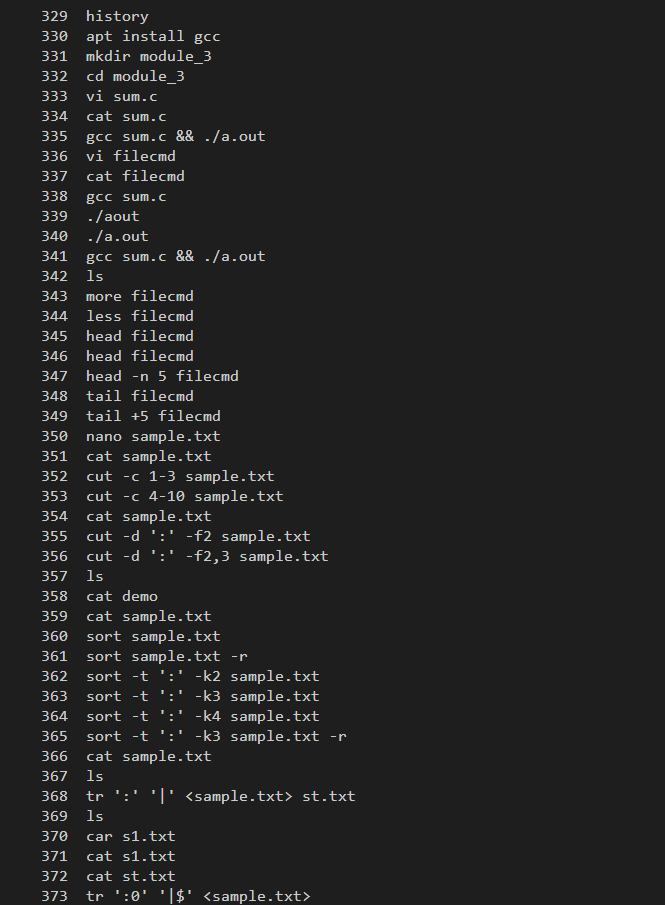 329 history
330 apt install gcc
331 mkdir module_3
332 cd module_3
333 vi sum.c
334 cat sum.c
335 gcc sum.c && ./a.out
336 vi filecmd
337 cat filecmd
338 gcc sum.c
339 ./aout
340 ./a.out
341 gcc sum.c && ./a.out
342 ls
343 more filecmd
344 less filecmd
345 head filecmd
346 head filecmd
347 head -n 5 filecmd
348 tail filecmd
349 tail +5 filecmd
350 nano sample.txt
351 cat sample.txt
352 cut -c 1-3 sample.txt
353 cut -c 4-10 sample.txt
354 cat sample.txt
355 cut -d ':' -f2 sample.txt
356 cut -d ':' -f2,3 sample.txt
357 ls
358 cat demo
359 cat sample.txt
360 sort sample.txt
361 sort sample.txt -r
362 sort -t ':' -k2 sample.txt
363 sort -t ':' -k3 sample.txt
364 sort -t ':' -k4 sample.txt
365 sort -t ':' -k3 sample.txt -r
366 cat sample.txt
367 ls
368 tr ':' '|' <sample.txt> st.txt
369 ls
370 car s1.txt
371 cat s1.txt
372 cat st.txt
373 tr ':0' '|$' <sample.txt>